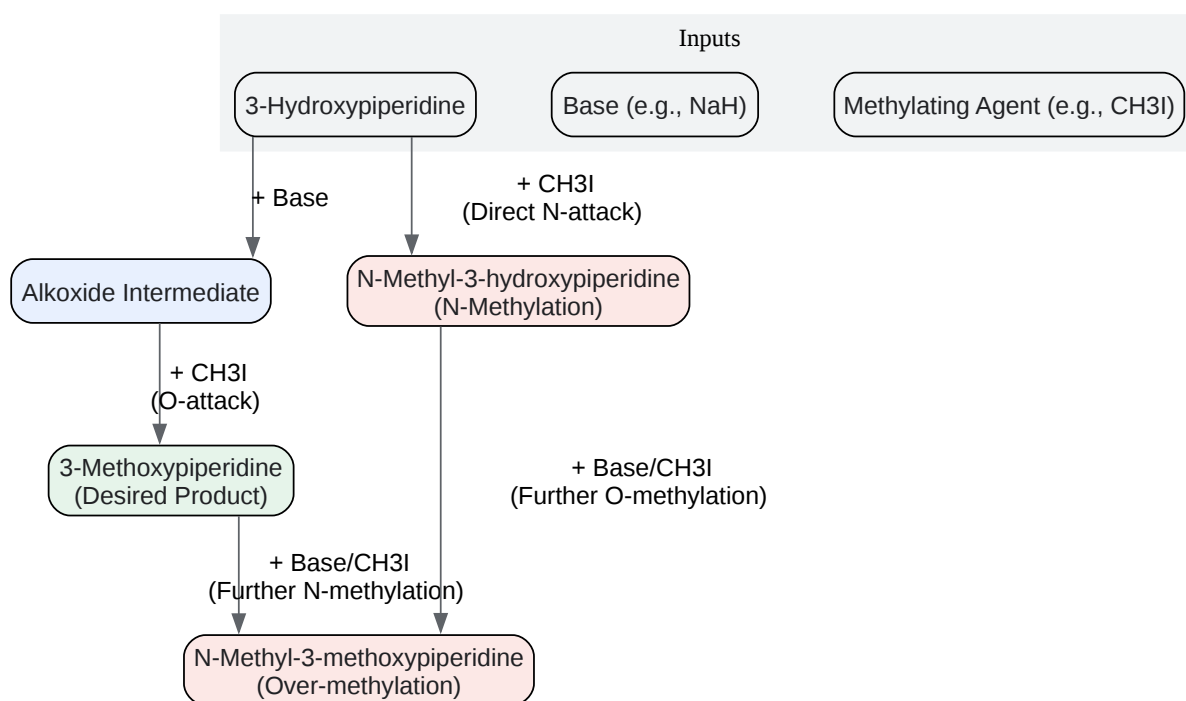 Inputs
3-Hydroxypiperidine
Base (e.g., NaH)
Methylating Agent (e.g., CH3I)
+ Base
+ CH3I
(Direct N-attack)
Alkoxide Intermediate
N-Methyl-3-hydroxypiperidine
(N-Methylation)
+ CH3I
(O-attack)
3-Methoxypiperidine
(Desired Product)
+ Base/CH3I
(Further O-methylation)
+ Base/CH3I
(Further N-methylation)
N-Methyl-3-methoxypiperidine
(Over-methylation)